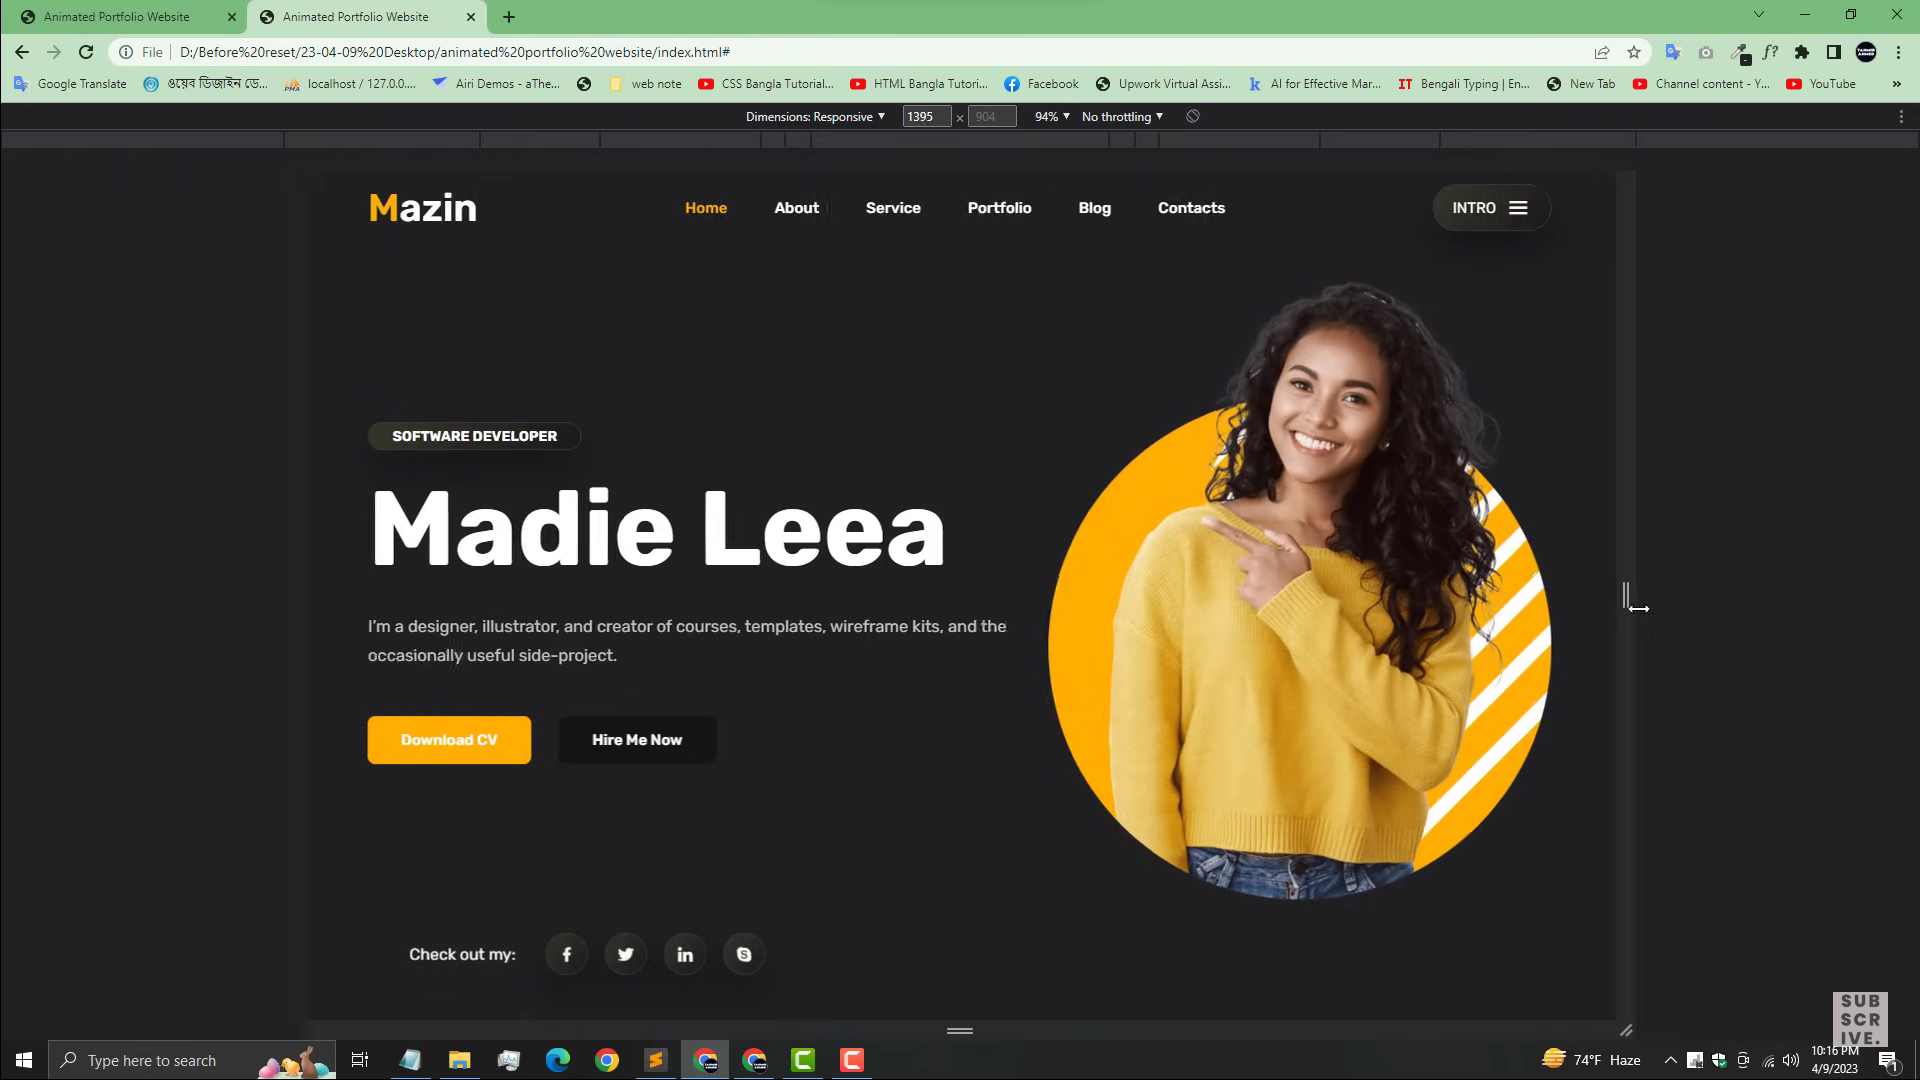 Animated Portfolio Website
Animated Portfolio Website
File
D:/Before%20reset/23-04-09%20Desktop/animated%20portfolio%20website/index.html#
f?
Google Translate
ওয়েব ডিজাইন ডে...
PMA
localhost / 127.0.0....
Airi Demos - aThe...
web note
CSS Bangla Tutorial...
HTML Bangla Tutori...
Facebook
Upwork Virtual Assi...
k
AI for Effective Mar...
IT
Bengali Typing | En...
New Tab
Channel content - Y...
YouTube
»
Dimensions: Responsive
1395
×
904
94%
No throttling
Mazin
Home
About
Service
Portfolio
Blog
Contacts
INTRO
SOFTWARE DEVELOPER
Madie Leea
I'm a designer, illustrator, and creator of courses, templates, wireframe kits, and the
occasionally useful side-project.
Download CV
Hire Me Now
Check out my:
SUB
SCR
IVE.
Type here to search
74°F Haze
10:16 PM
4/9/2023
1